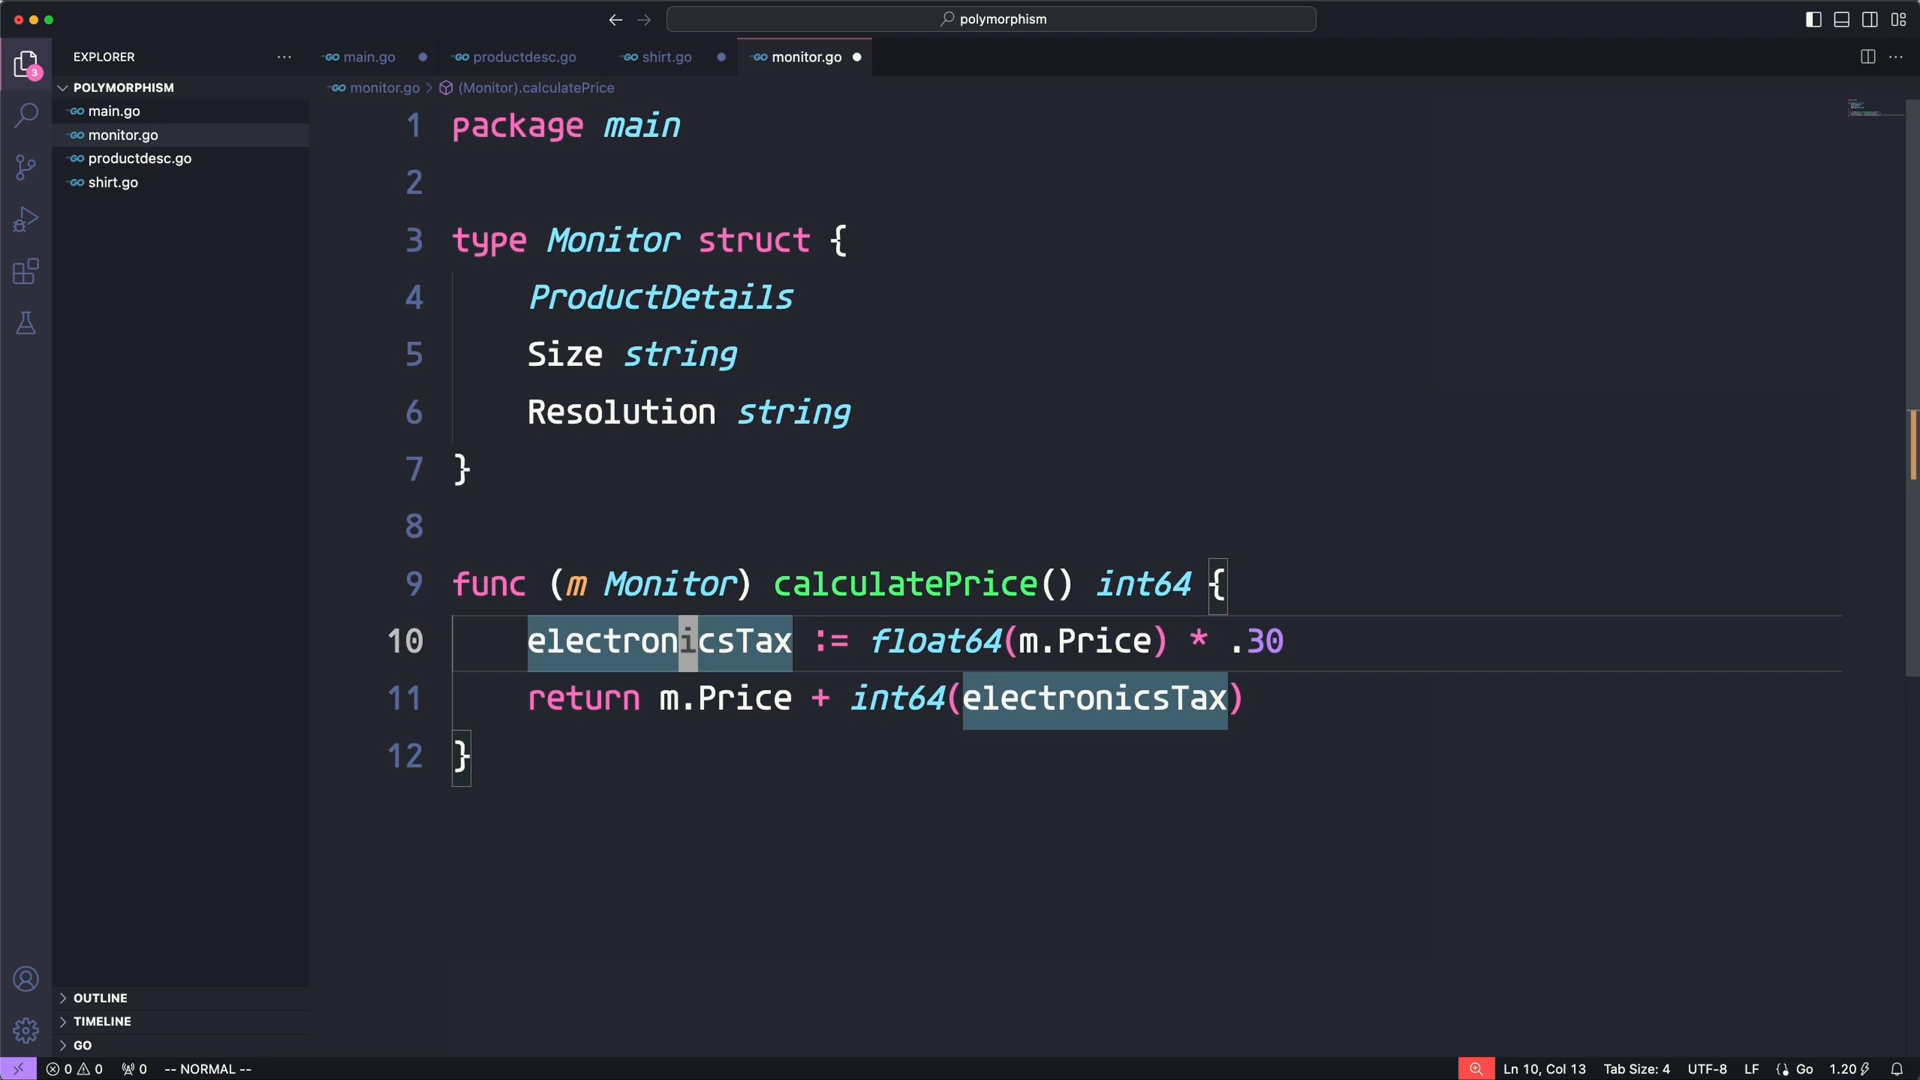 polymorphism
EXPLORER
main.go
productdesc.go
shirt.go
monitor.go
3
POLYMORPHISM
main.go
monitor.go
productdesc.go
shirt.go
monitor.go > (Monitor).calculatePrice
1 package main
2
3 type Monitor struct {
4 ProductDetails
5 Size string
6 Resolution string
7 }
8
9 func (m Monitor) calculatePrice() int64 {
10 electronicsTax := float64(m.Price) * .30
11 return m.Price + int64(electronicsTax)
12 }
OUTLINE
TIMELINE
GO
0 0 0 -- NORMAL -- Ln 10, Col 13 Tab Size: 4 UTF-8 LF Go 1.20